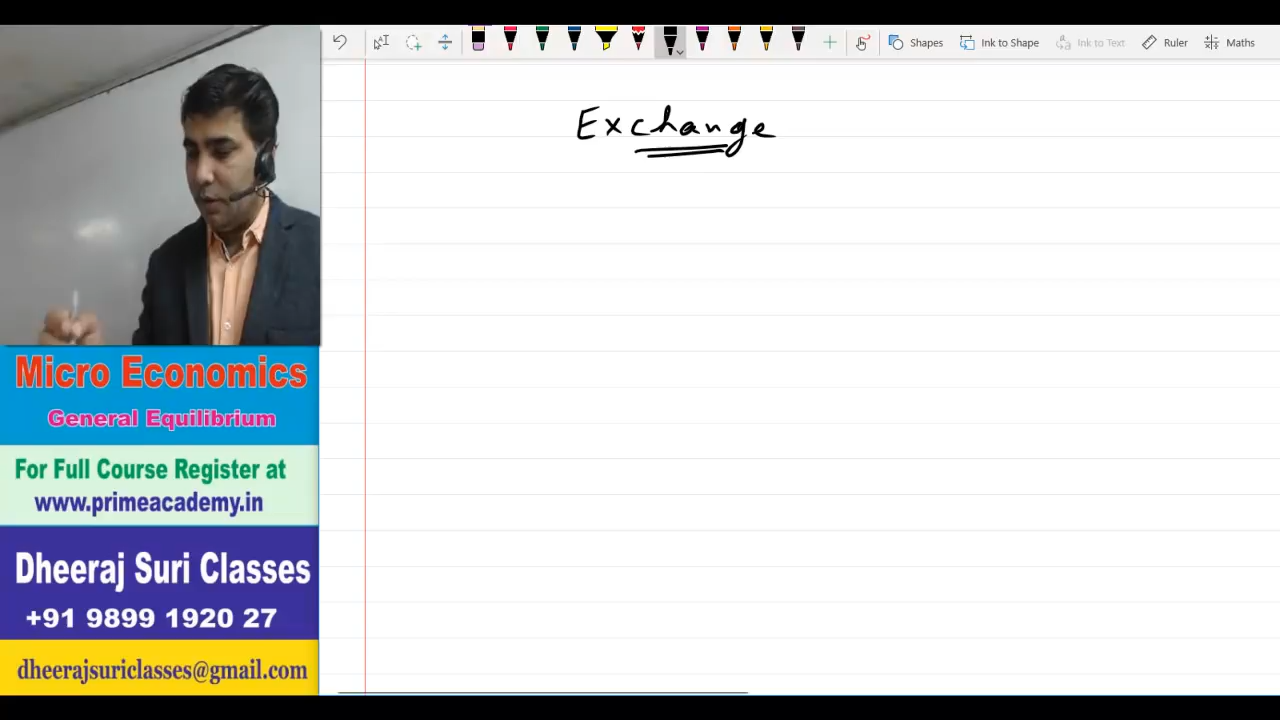 Shapes
Ink to Shape
Ink to Text
Ruler
Maths
Exchange
Micro Economics
General Equilibrium
For Full Course Register at
www.primeacademy.in
Dheeraj Suri Classes
+91 9899 1920 27
dheerajsuriclasses@gmail.com